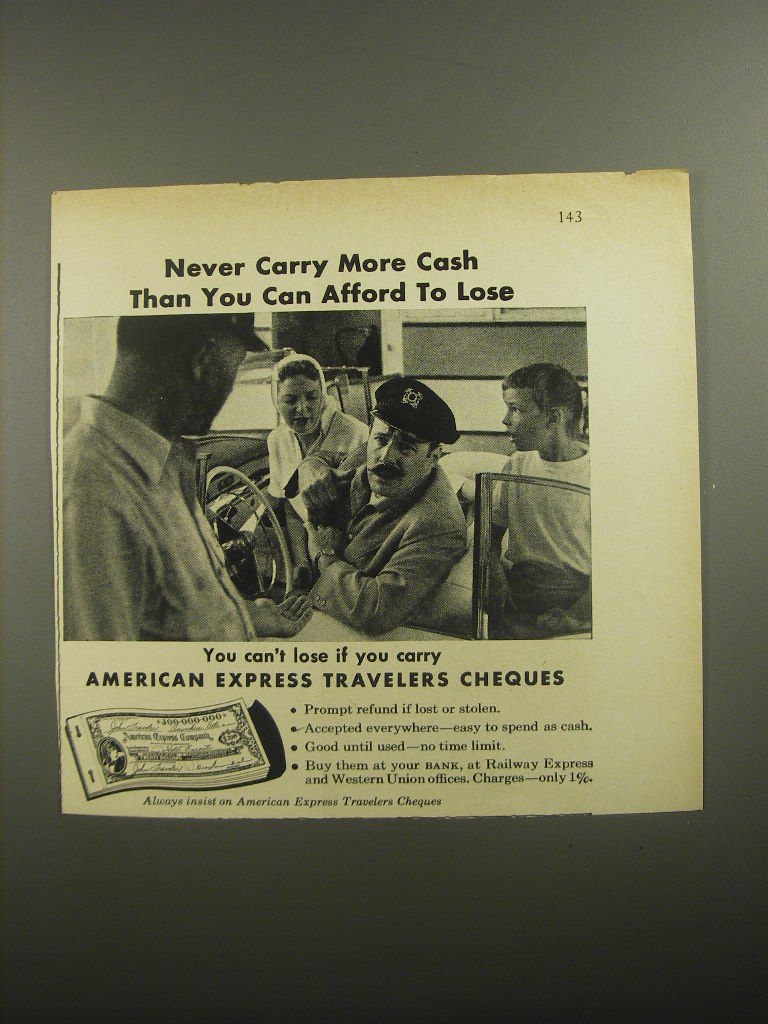 143
Never Carry More Cash
Than You Can Afford To Lose
You can't lose if you carry
AMERICAN EXPRESS TRAVELERS CHEQUES
• Prompt refund if lost or stolen.
• Accepted everywhere—easy to spend as cash.
• Good until used—no time limit.
• Buy them at your BANK, at Railway Express
and Western Union offices. Charges—only 1%.
American Express Company
Always insist on American Express Travelers Cheques